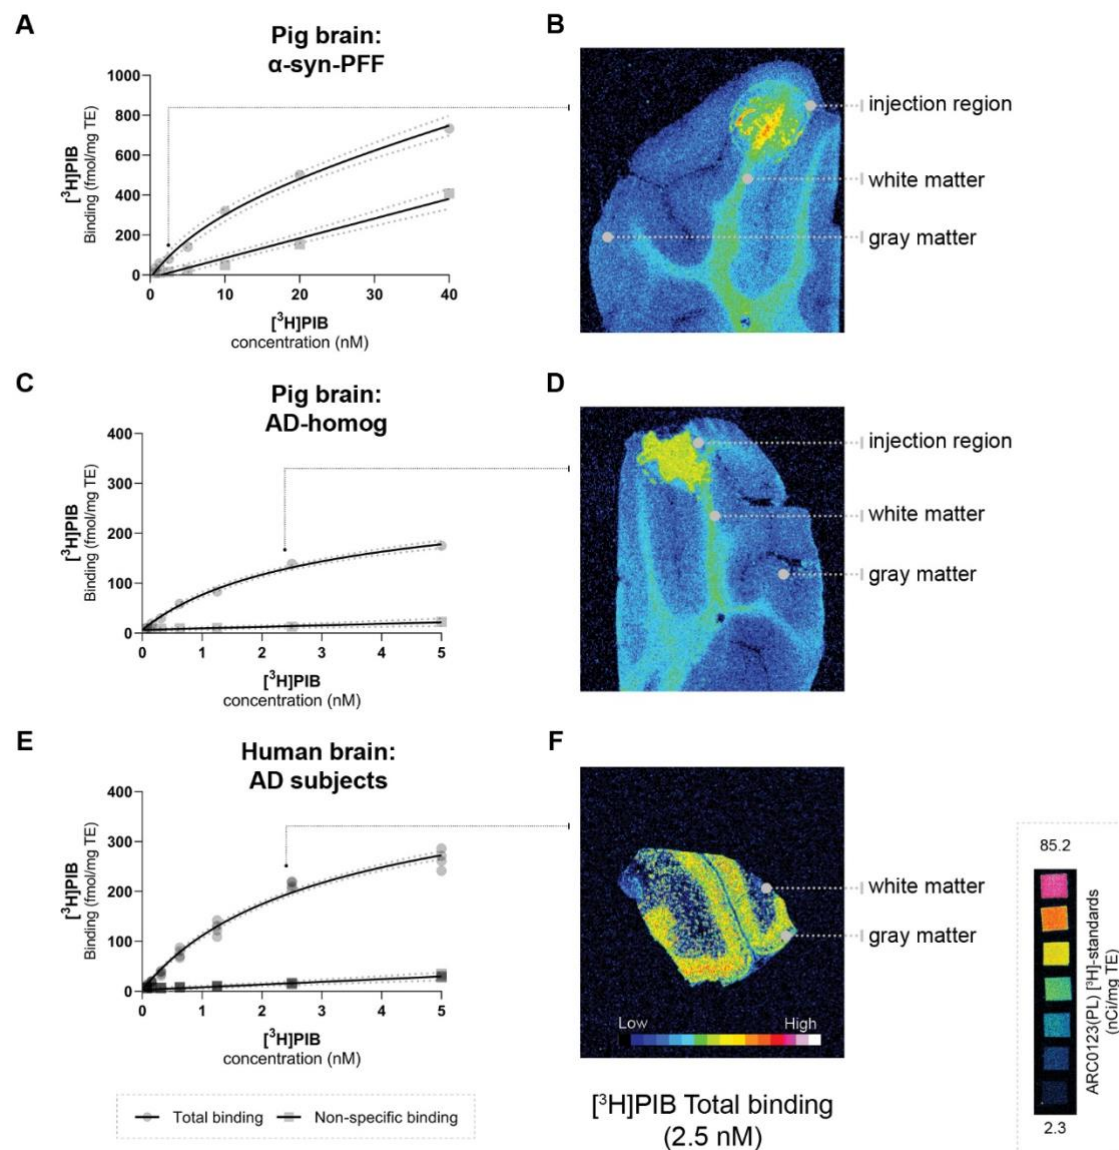 A
Pig brain:
α-syn-PFF
1000
800
600
400
200
0
[³H]PIB
Binding (fmol/mg TE)
0 10 20 30 40
[³H]PIB
concentration (nM)
B
injection region
white matter
gray matter
C
Pig brain:
AD-homog
400
300
200
100
0
[³H]PIB
Binding (fmol/mg TE)
0 1 2 3 4 5
[³H]PIB
concentration (nM)
D
injection region
white matter
gray matter
E
Human brain:
AD subjects
400
300
200
100
0
[³H]PIB
Binding (fmol/mg TE)
0 1 2 3 4 5
[³H]PIB
concentration (nM)
F
white matter
gray matter
Low High
85.2
ARC0123(PL) [³H]-standards
(nCi/mg TE)
2.3
Total binding Non-specific binding
[³H]PIB Total binding
(2.5 nM)